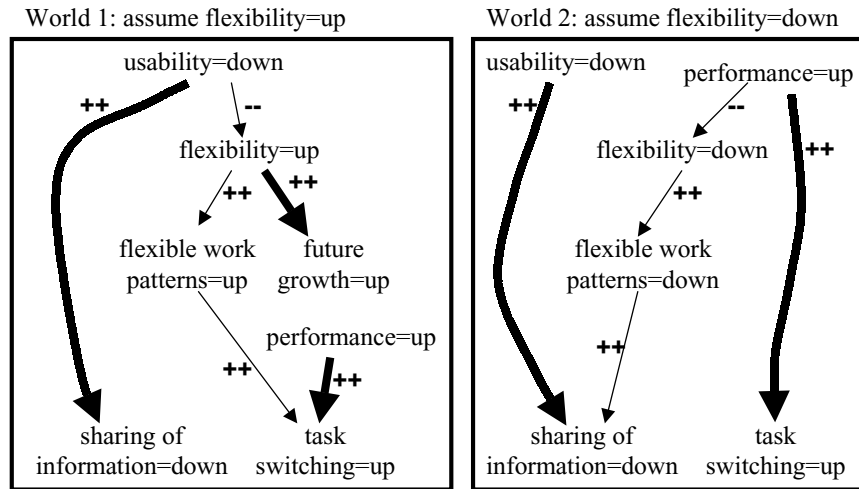 World 1: assume flexibility=up
usability=down
++
--
flexibility=up
++
++
flexible work
patterns=up
future
growth=up
performance=up
++
++
sharing of
information=down
task
switching=up
World 2: assume flexibility=down
usability=down
performance=up
++
--
++
flexibility=down
++
flexible work
patterns=down
++
sharing of
information=down
task
switching=up